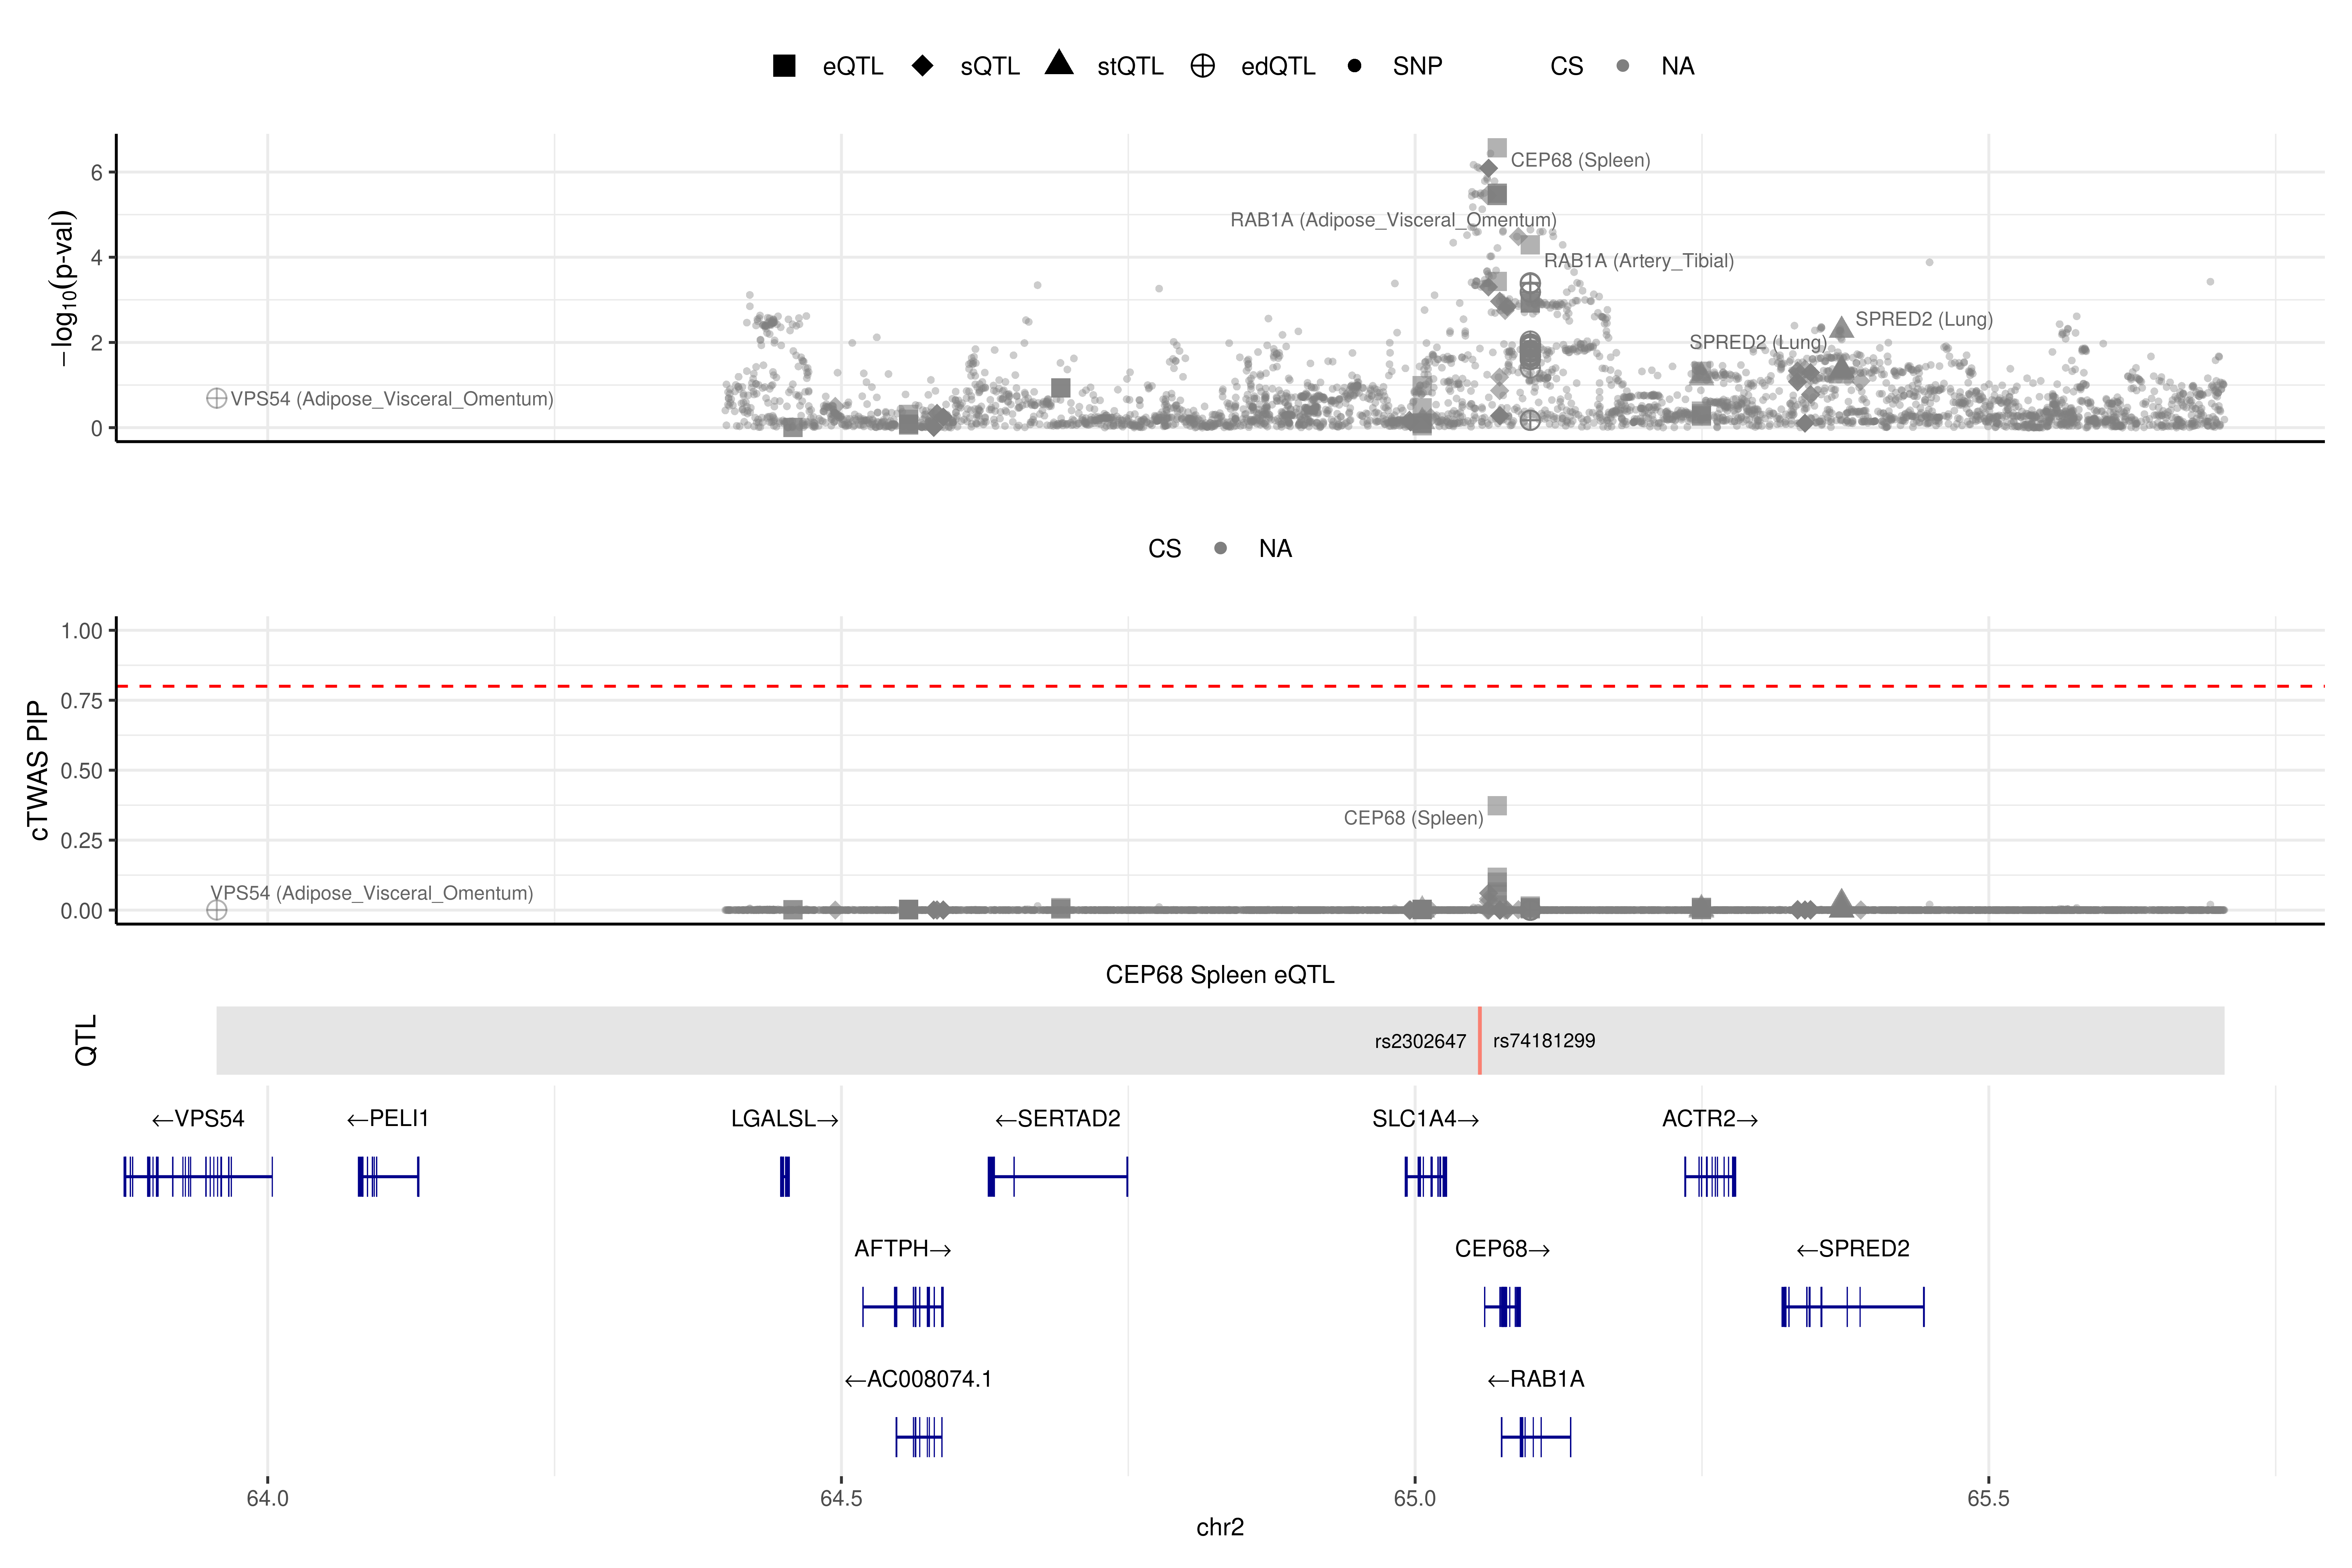 eQTL sQTL stQTL edQTL SNP CS NA
−log10(p-val)
6
4
2
0
CEP68 (Spleen)
RAB1A (Adipose_Visceral_Omentum)
RAB1A (Artery_Tibial)
SPRED2 (Lung)
SPRED2 (Lung)
VPS54 (Adipose_Visceral_Omentum)
CS NA
cTWAS PIP
1.00
0.75
0.50
0.25
0.00
CEP68 (Spleen)
VPS54 (Adipose_Visceral_Omentum)
CEP68 Spleen eQTL
QTL
rs2302647 rs74181299
←VPS54 ←PELI1 LGALSL→ ←SERTAD2 SLC1A4→ ACTR2→
AFTPH→ CEP68→ ←SPRED2
←AC008074.1 ←RAB1A
64.0 64.5 65.0 65.5
chr2